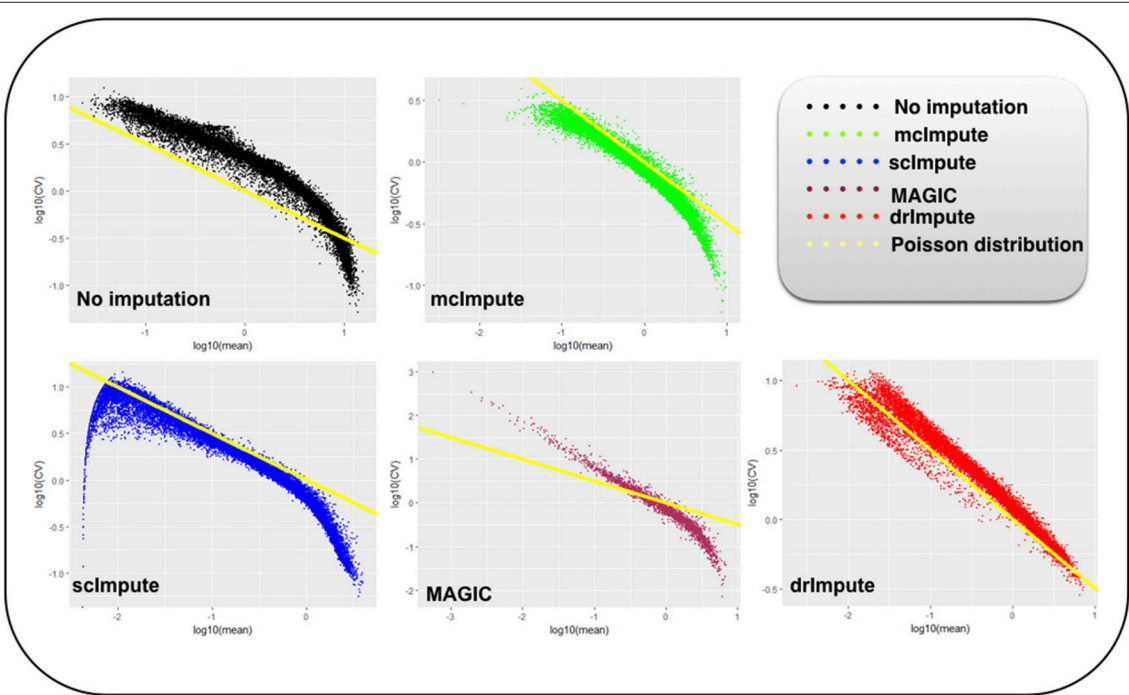 1.0
0.5
0.0
-0.5
-1.0
log10(CV)
-1
0
1
log10(mean)
No imputation
0.5
0.0
-0.5
-1.0
log10(CV)
-2
-1
0
1
log10(mean)
mcImpute
No imputation
mcImpute
scImpute
MAGIC
drImpute
Poisson distribution
1.0
0.5
0.0
-0.5
-1.0
log10(CV)
-2
-1
0
log10(mean)
scImpute
3
2
1
0
-1
-2
log10(CV)
-3
-2
-1
0
1
log10(mean)
MAGIC
1.0
0.5
0.0
-0.5
log10(CV)
-2
-1
0
1
log10(mean)
drImpute